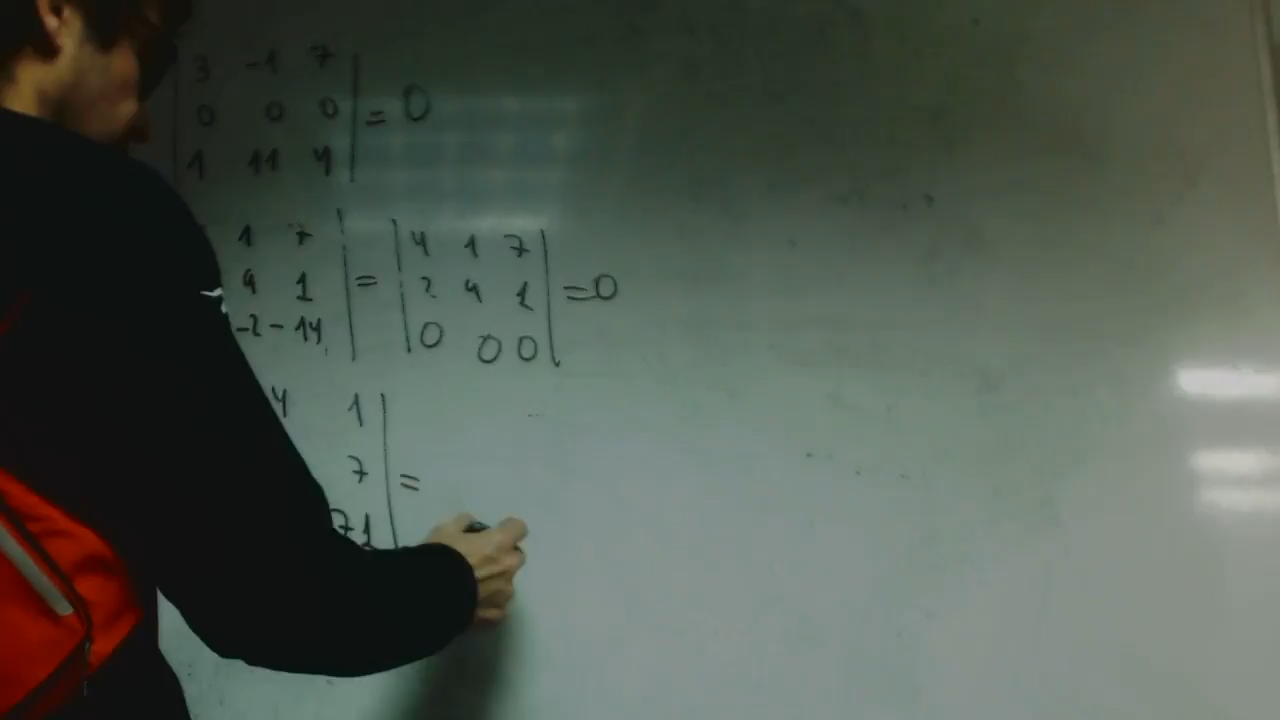 3 -1 7
0 0 0 = 0
1 11 4
1 7 4 1 7
4 1 = 2 4 1 = 0
-2 -14 0 0 0
4 1
7 =
71